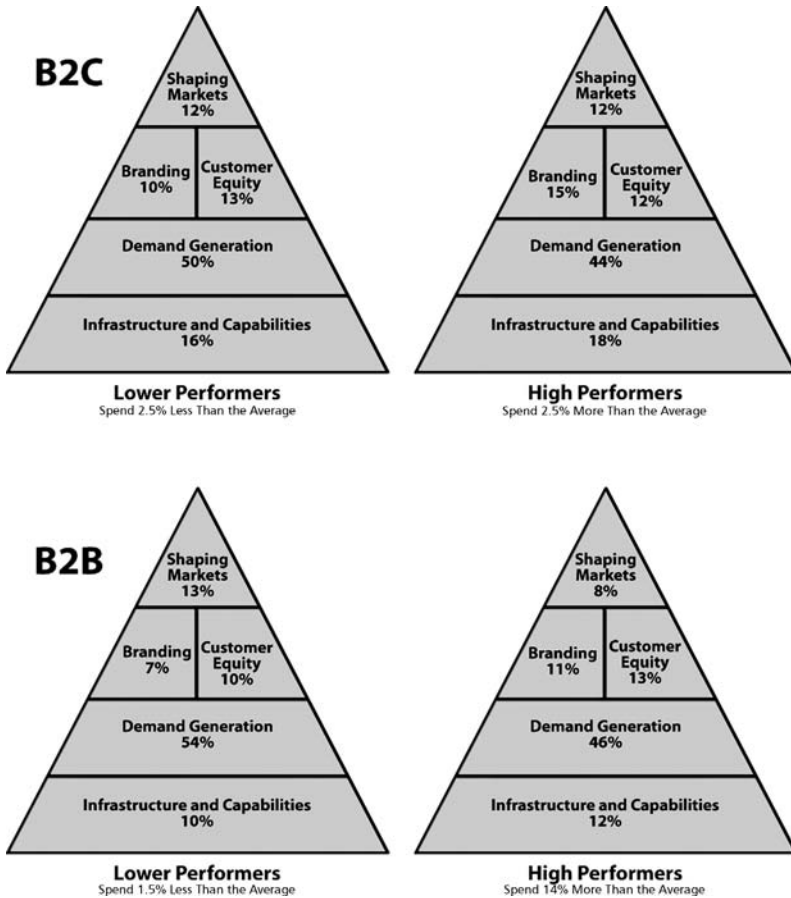 B2C
Shaping
Markets
12%
Branding
10%
Customer
Equity
13%
Demand Generation
50%
Infrastructure and Capabilities
16%
Lower Performers
Spend 2.5% Less Than the Average
Shaping
Markets
12%
Branding
15%
Customer
Equity
12%
Demand Generation
44%
Infrastructure and Capabilities
18%
High Performers
Spend 2.5% More Than the Average
B2B
Shaping
Markets
13%
Branding
7%
Customer
Equity
10%
Demand Generation
54%
Infrastructure and Capabilities
10%
Lower Performers
Spend 1.5% Less Than the Average
Shaping
Markets
8%
Branding
11%
Customer
Equity
13%
Demand Generation
46%
Infrastructure and Capabilities
12%
High Performers
Spend 14% More Than the Average